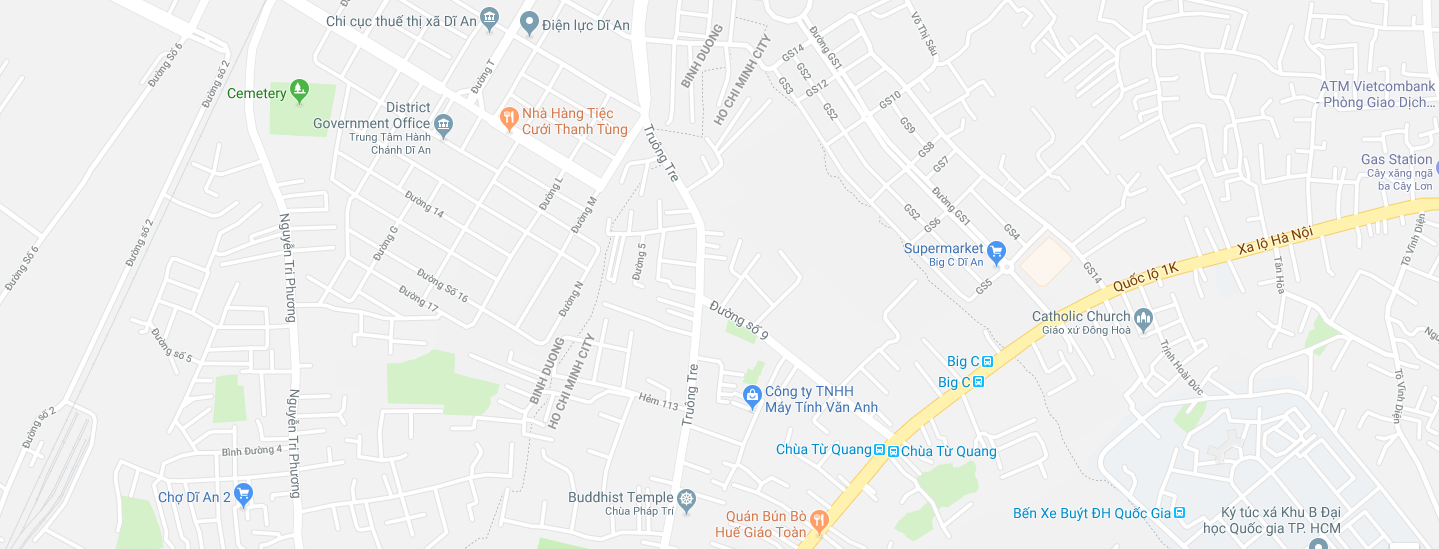 Chi cục thuế thị xã Dĩ An
Điện lực Dĩ An
Đường Số 6
Đường số 2
Cemetery
Đường T
BINH DUONG
HO CHI MINH CITY
GS14
GS2
GS3
GS12
GS2
Đường GS1
Võ Thị Sáu
GS10
GS9
GS8
GS7
ATM Vietcombank
- Phòng Giao Dịch...
District
Government Office
Trung Tâm Hành
Chánh Dĩ An
Nhà Hàng Tiệc
Cưới Thanh Tùng
Truông Tre
Gas Station
Cây xăng ngã
ba Cây Lơn
Đường 14
Đường L
Đường M
Đường G
Đường 5
GS2
GS6
Đường GS1
GS4
GS14
GS5
Supermarket
Big C Dĩ An
Quốc lộ 1K
Xa lộ Hà Nội
Tân Hòa
Tô Vĩnh Diện
Đường Số 6
Đường số 2
Nguyễn Tri Phương
Đường Số 16
Đường 17
Đường N
Đường số 9
Catholic Church
Giáo xứ Đông Hoà
Đường số 5
BINH DUONG
HO CHI MINH CITY
Big C
Big C
Trịnh Hoài Đức
Tô Vĩnh Diện
Truông Tre
Hẻm 113
Công ty TNHH
Máy Tính Văn Anh
Đường Số 2
Nguyễn Tri Phương
Bình Đường 4
Chùa Từ Quang
Chùa Từ Quang
Chợ Dĩ An 2
Buddhist Temple
Chùa Pháp Trí
Quán Bún Bò
Huế Giáo Toàn
Bến Xe Buýt ĐH Quốc Gia
Ký túc xá Khu B Đại
học Quốc gia TP. HCM